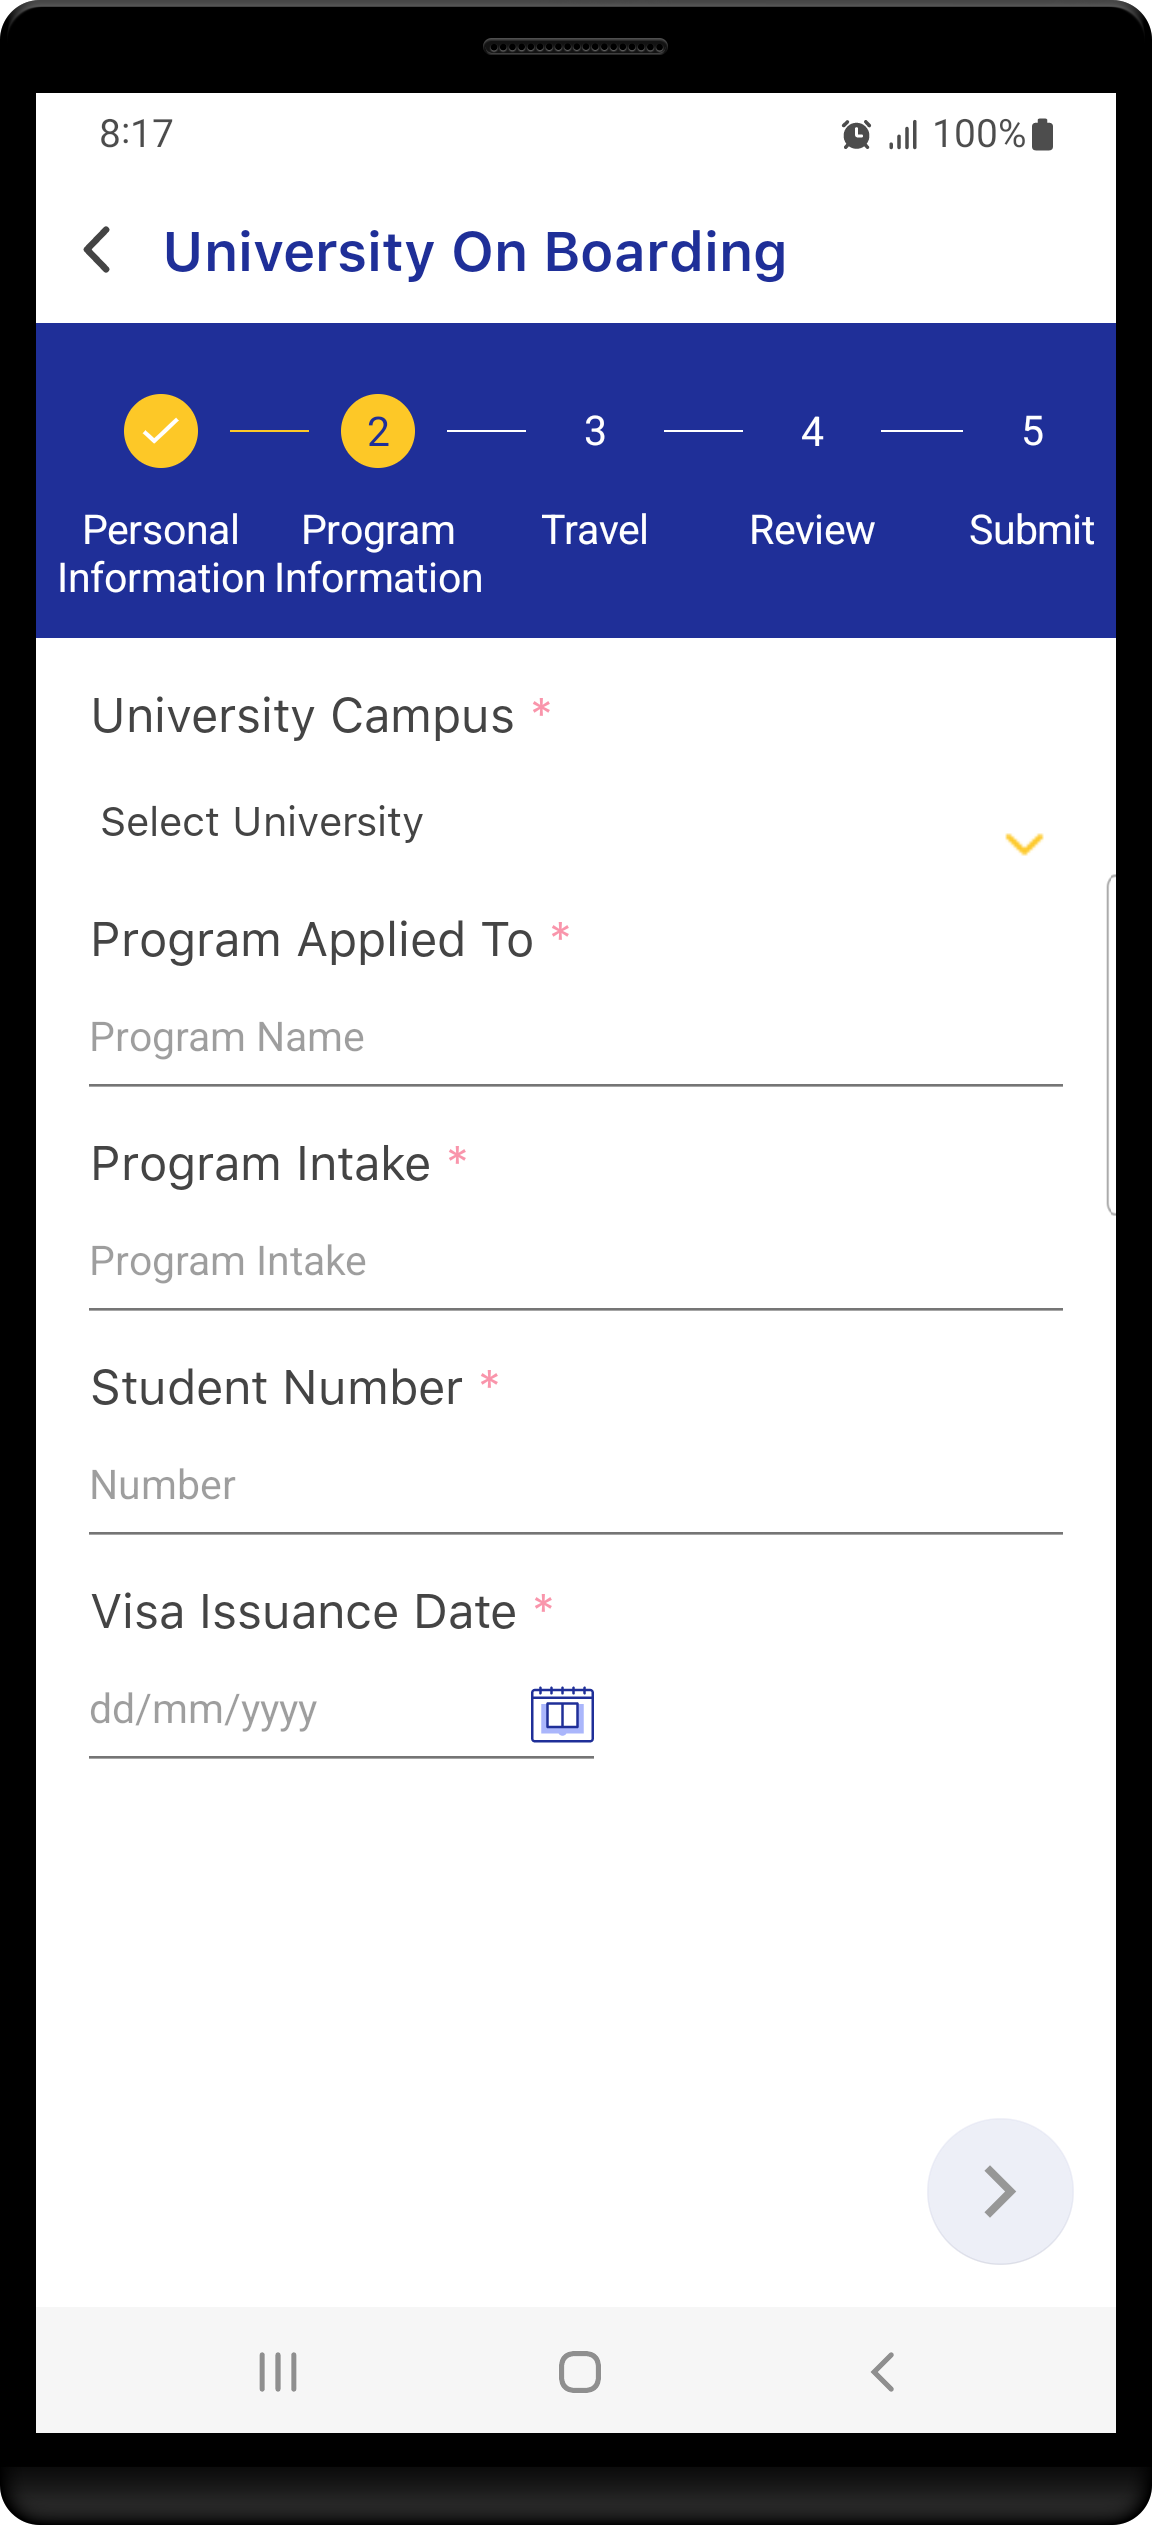 8:17 100%
University On Boarding
2 3 4 5
Personal Information Program Information Travel Review Submit
University Campus *
Select University
Program Applied To *
Program Name
Program Intake *
Program Intake
Student Number *
Number
Visa Issuance Date *
dd/mm/yyyy